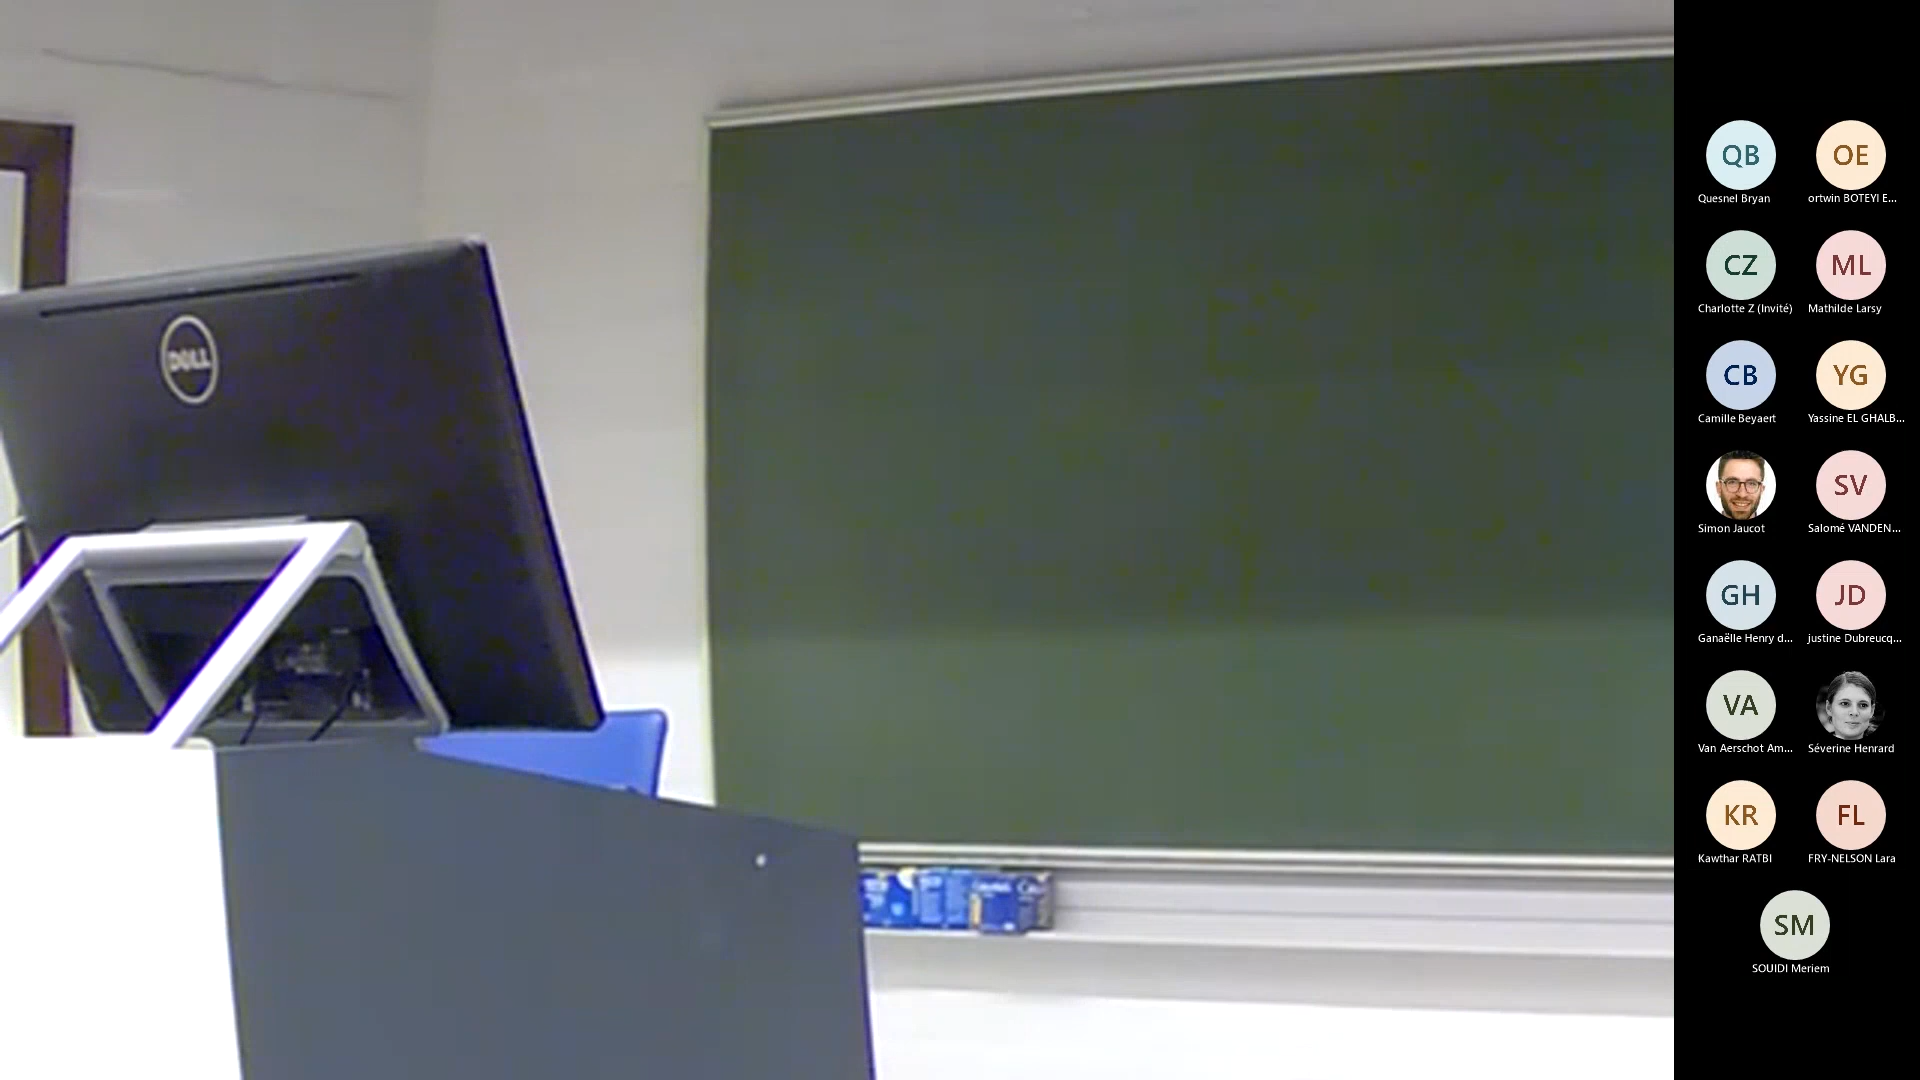 DELL
QB
OE
Quesnel Bryan
ortwin BOTEYI E...
CZ
ML
Charlotte Z (Invité)
Mathilde Larsy
CB
YG
Camille Beyaert
Yassine EL GHALB...
SV
Simon Jaucot
Salomé VANDEN...
GH
JD
Ganaëlle Henry d...
justine Dubreucq...
VA
Van Aerschot Am...
Séverine Henrard
KR
FL
Kawthar RATBI
FRY-NELSON Lara
SM
SOUIDI Meriem